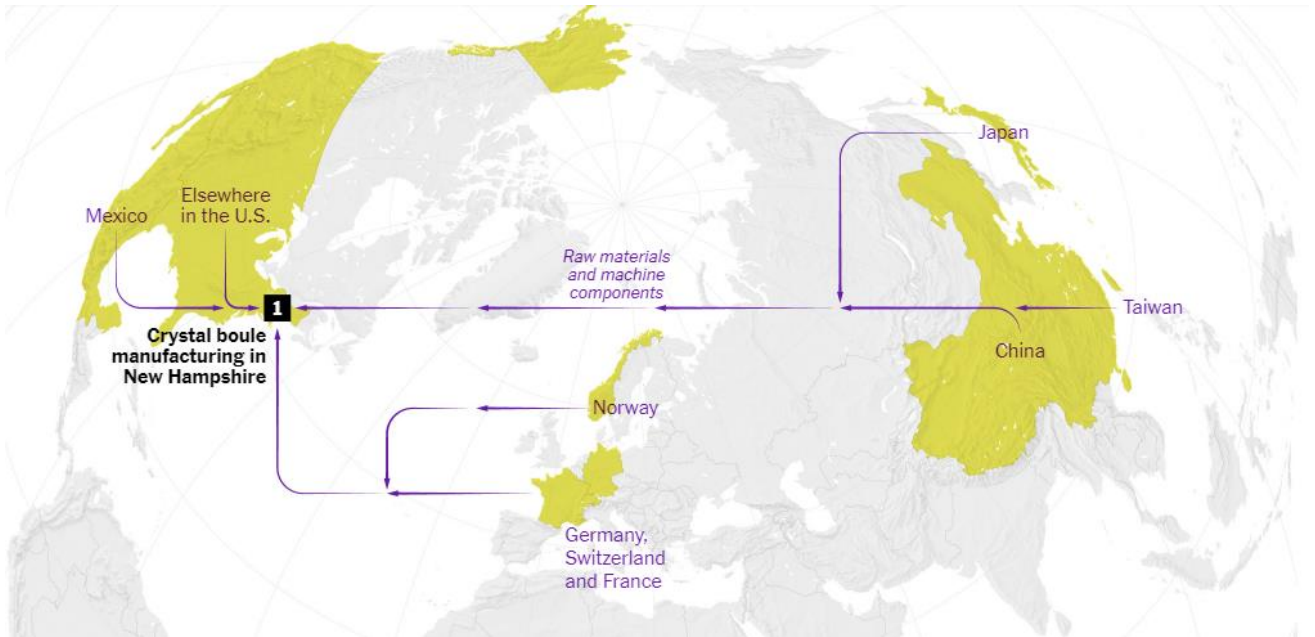 Japan
Mexico
Elsewhere
in the U.S.
Raw materials
and machine
components
1
Taiwan
Crystal boule
manufacturing in
New Hampshire
China
Norway
Germany,
Switzerland
and France